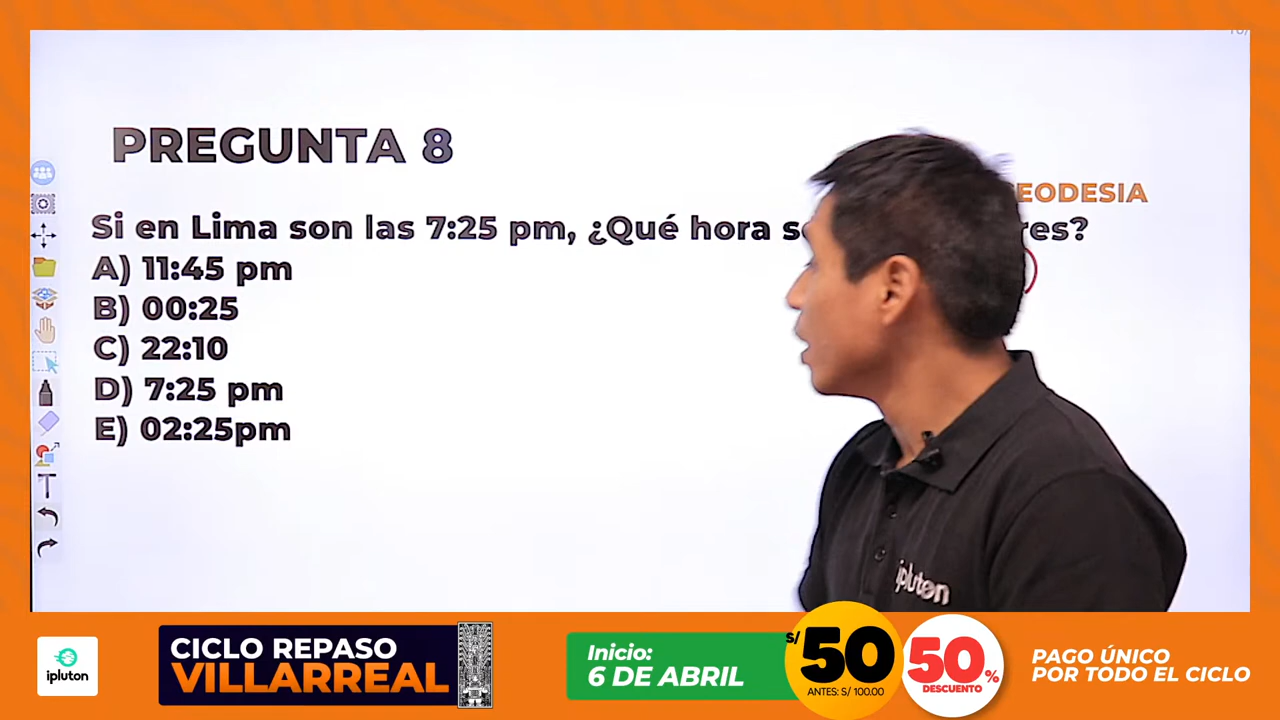 PREGUNTA 8
EODESIA
Si en Lima son las 7:25 pm, ¿Qué hora s res?
A) 11:45 pm
B) 00:25
C) 22:10
D) 7:25 pm
E) 02:25pm
ipluton
ipluton
CICLO REPASO
VILLARREAL
Inicio:
6 DE ABRIL
S/ 50
ANTES: S/ 100.00
50%
DESCUENTO
PAGO ÚNICO
POR TODO EL CICLO